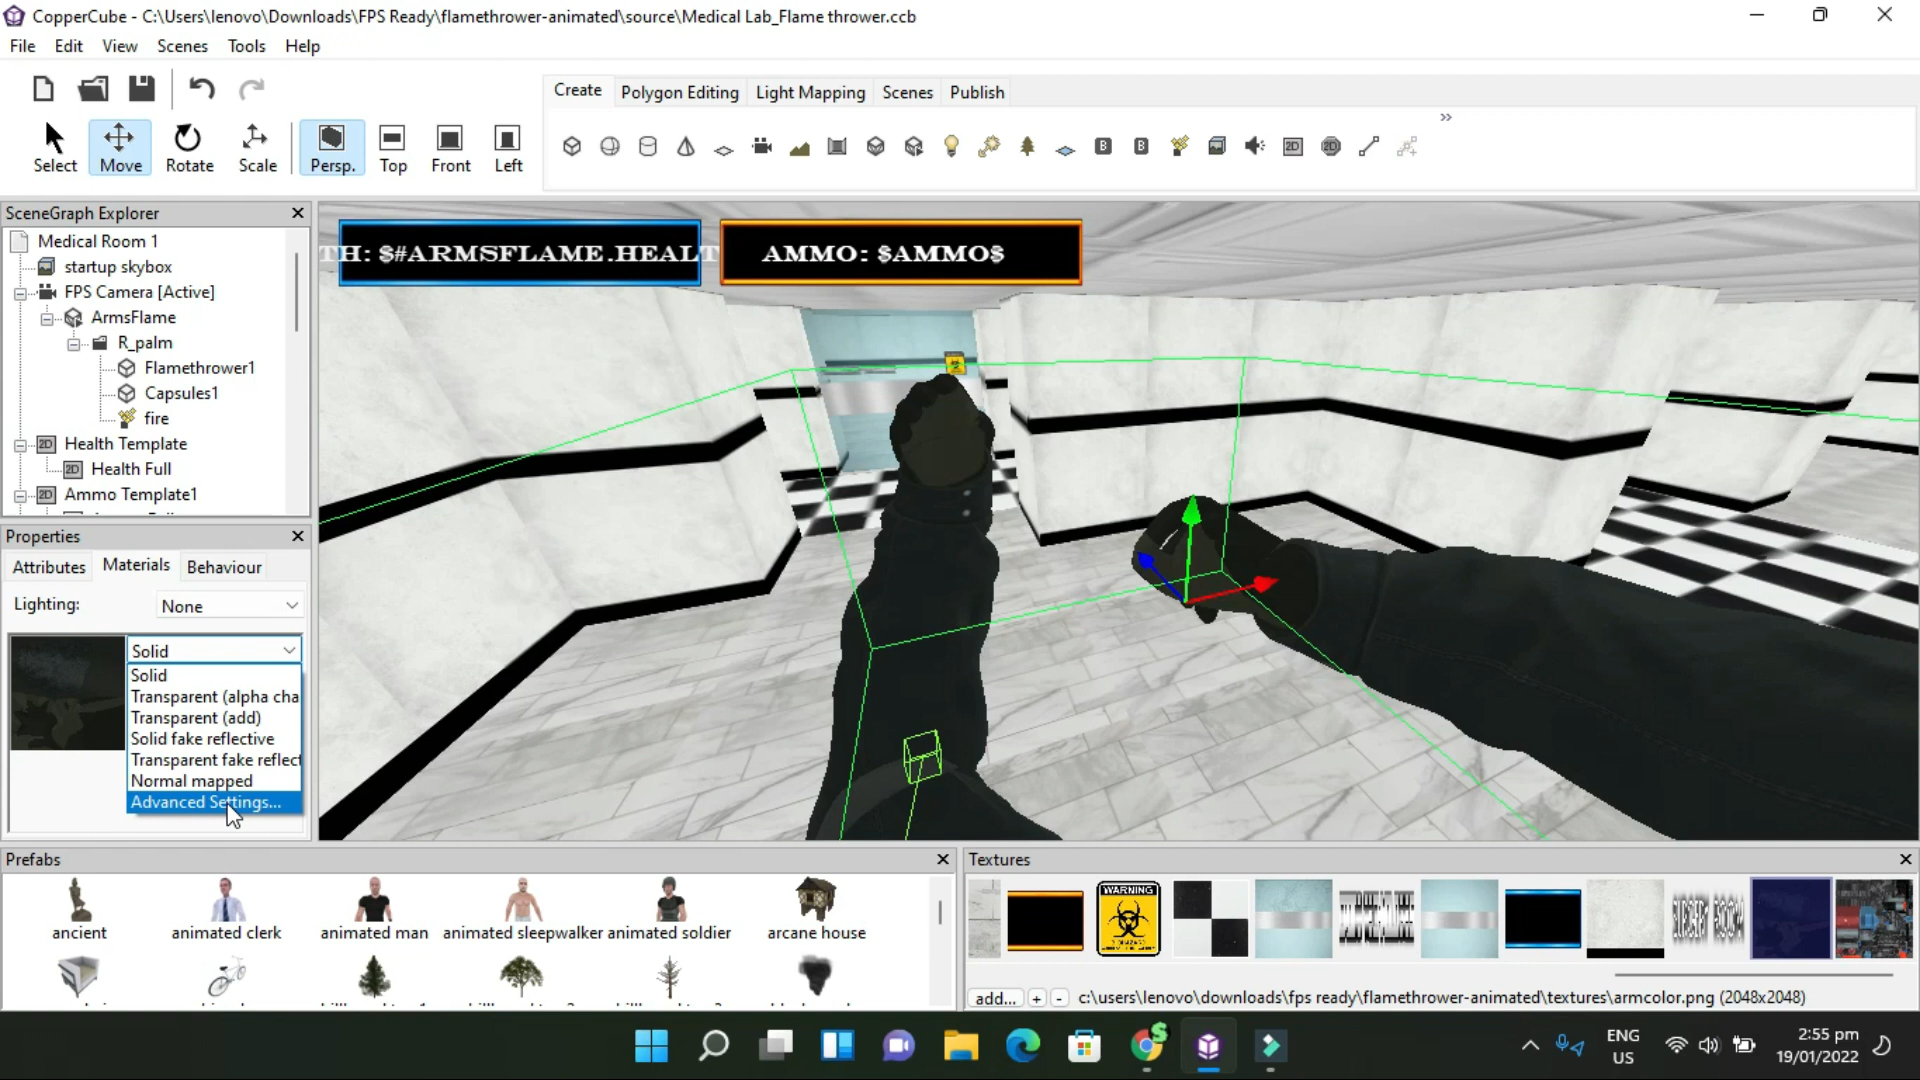 CopperCube - C:\Users\lenovo\Downloads\FPS Ready\flamethrower-animated\source\Medical Lab_Flame thrower.ccb
File Edit View Scenes Tools Help
Create Polygon Editing Light Mapping Scenes Publish
Select Move Rotate Scale Persp. Top Front Left
B B 2D 2D
SceneGraph Explorer
Medical Room 1
startup skybox
FPS Camera [Active]
ArmsFlame
R_palm
Flamethrower1
Capsules1
fire
2D Health Template
2D Health Full
2D Ammo Template1
TH: $#ARMSFLAME.HEALT
AMMO: $AMMO$
Properties
Attributes Materials Behaviour
Lighting: None
Solid
Solid
Transparent (alpha cha
Transparent (add)
Solid fake reflective
Transparent fake reflect
Normal mapped
Advanced Settings...
Prefabs
ancient animated clerk animated man animated sleepwalker animated soldier arcane house
Textures
WARNING
add... + - c:\users\lenovo\downloads\fps ready\flamethrower-animated\textures\armcolor.png (2048x2048)
ENG
US
2:55 pm
19/01/2022